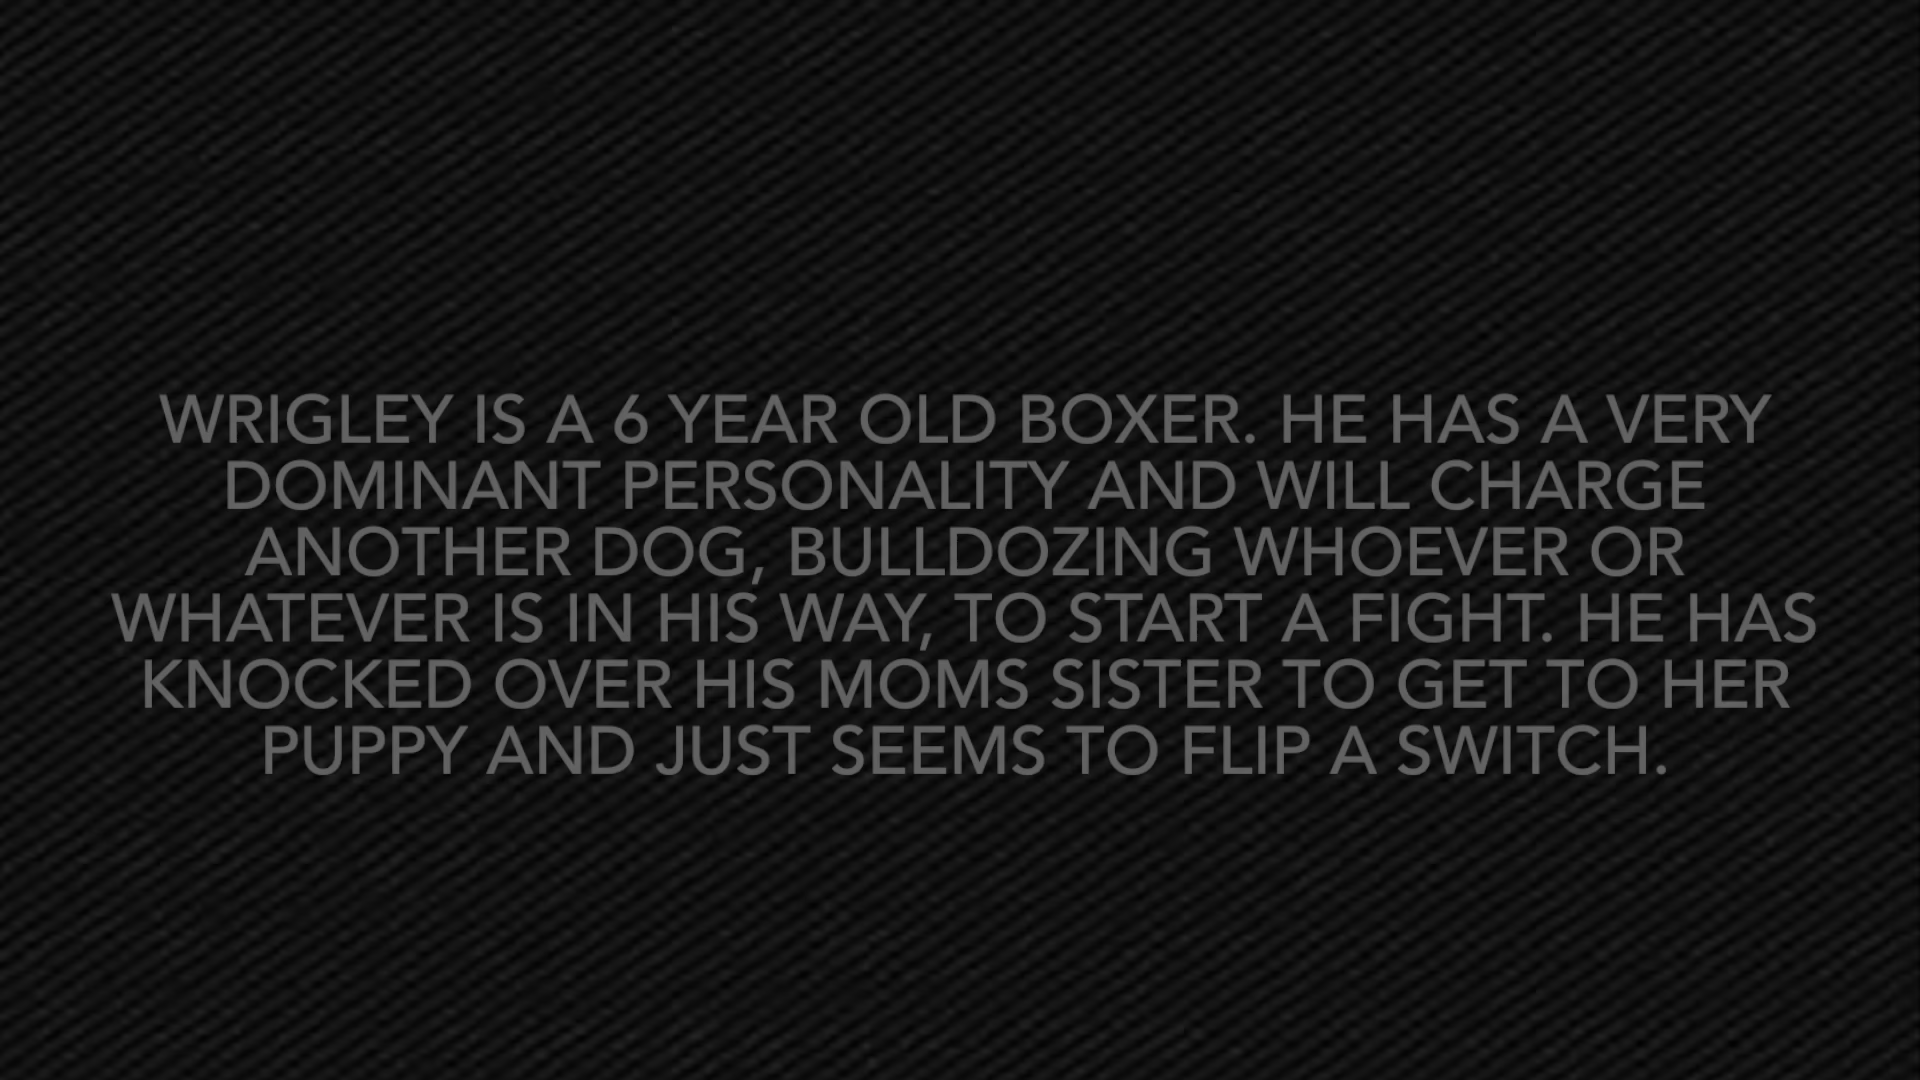 WRIGLEY IS A 6 YEAR OLD BOXER. HE HAS A VERY
DOMINANT PERSONALITY AND WILL CHARGE
ANOTHER DOG, BULLDOZING WHOEVER OR
WHATEVER IS IN HIS WAY, TO START A FIGHT. HE HAS
KNOCKED OVER HIS MOMS SISTER TO GET TO HER
PUPPY AND JUST SEEMS TO FLIP A SWITCH.